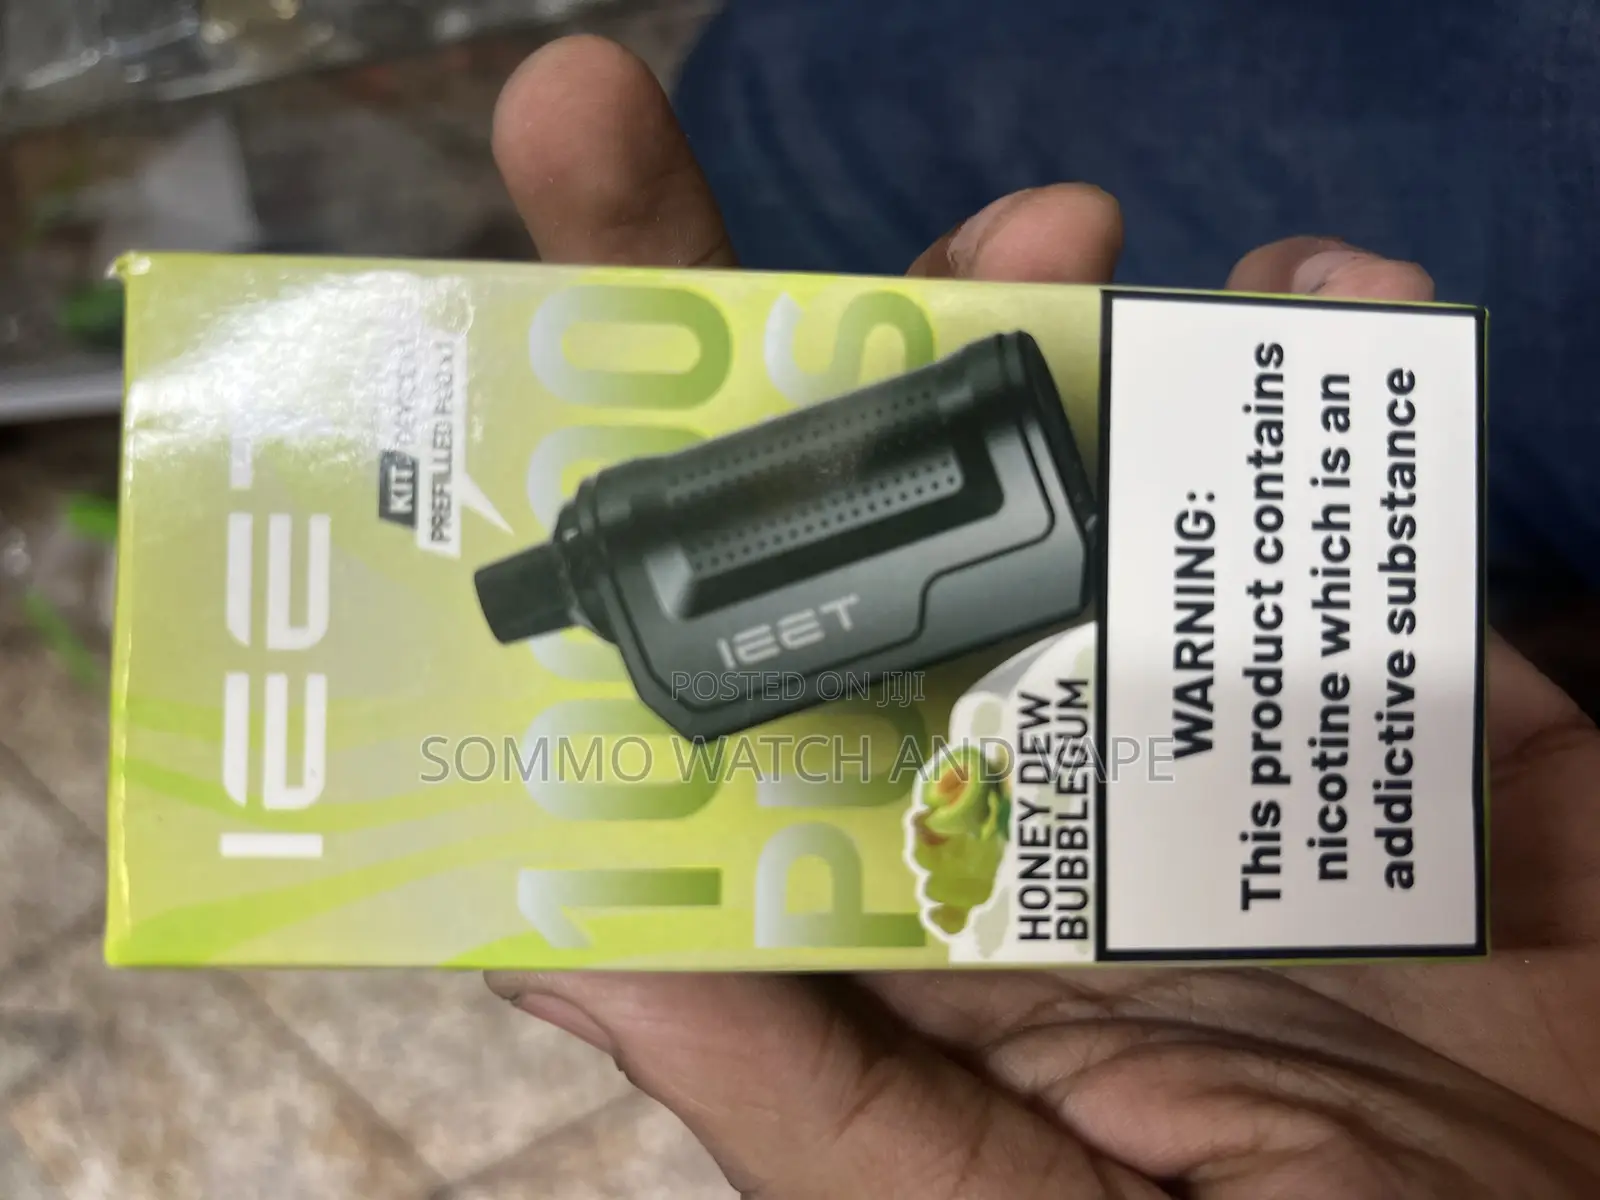 IEET
KIT
PREFILLED POD
10000
PUFFS
IEET
HONEY DEW
BUBBLEGUM
WARNING:
This product contains
nicotine which is an
addictive substance
POSTED ON JIJI
SOMMO WATCH AND VAPE